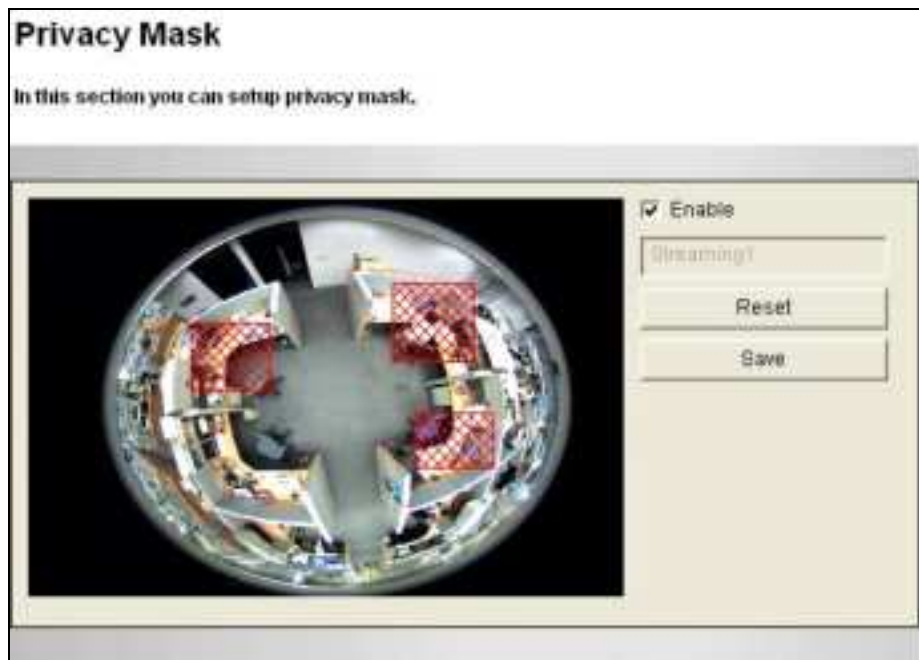 Privacy Mask
In this section you can setup privacy mask.
Enable
Streaming1
Reset
Save